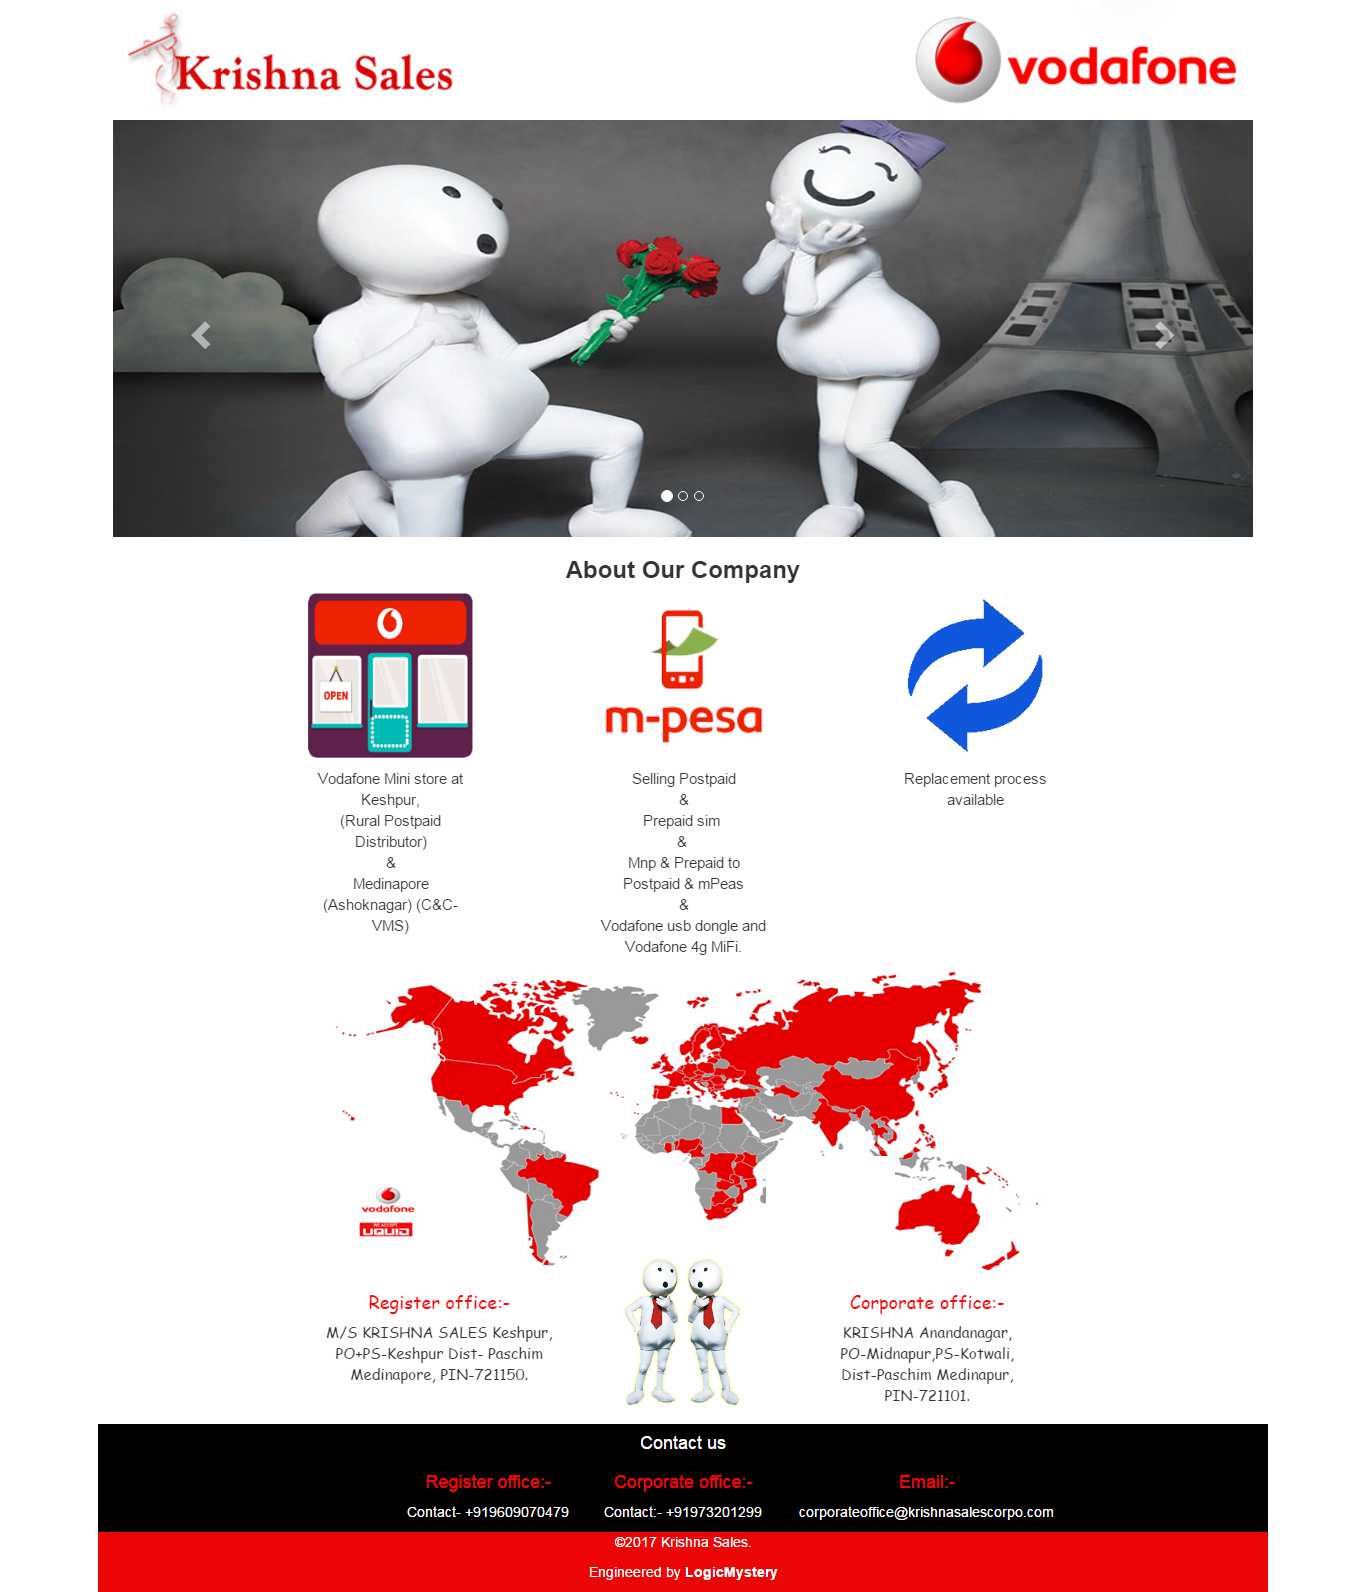 Krishna Sales
vodafone
About Our Company
OPEN
m-pesa
Vodafone Mini store at
Keshpur,
(Rural Postpaid
Distributor)
&
Medinapore
(Ashoknagar) (C&C-
VMS)
Selling Postpaid
&
Prepaid sim
&
Mnp & Prepaid to
Postpaid & mPeas
&
Vodafone usb dongle and
Vodafone 4g MiFi.
Replacement process
available
vodafone
WE ACCEPT
LIQUID
Register office:-
M/S KRISHNA SALES Keshpur,
PO+PS-Keshpur Dist- Paschim
Medinapore, PIN-721150.
Corporate office:-
KRISHNA Anandanagar,
PO-Midnapur,PS-Kotwali,
Dist-Paschim Medinapur,
PIN-721101.
Contact us
Register office:-
Contact- +919609070479
Corporate office:-
Contact:- +91973201299
Email:-
corporateoffice@krishnasalescorpo.com
©2017 Krishna Sales.
Engineered by LogicMystery